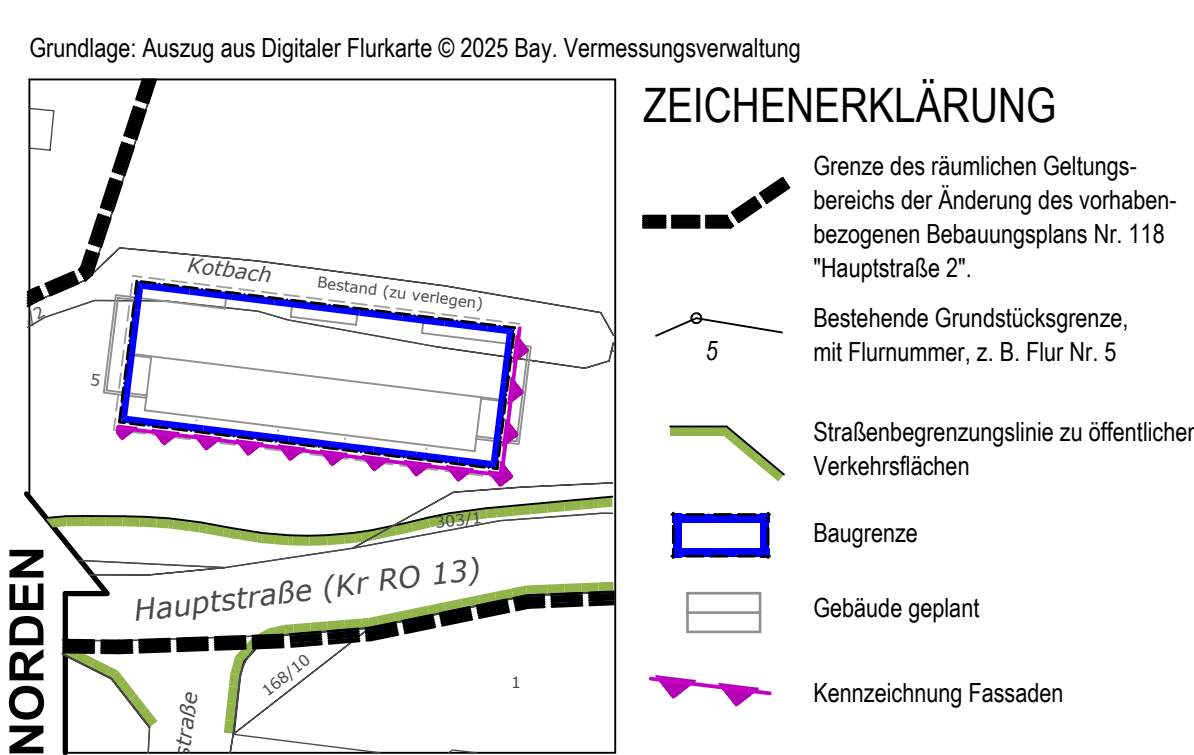 Grundlage: Auszug aus Digitaler Flurkarte © 2025 Bay. Vermessungsverwaltung
Kotbach
Bestand (zu verlegen)
5
303/1
Hauptstraße (Kr RO 13)
168/10
1
straße
NORDEN
ZEICHENERKLÄRUNG
Grenze des räumlichen Geltungs-
bereichs der Änderung des vorhaben-
bezogenen Bebauungsplans Nr. 118
"Hauptstraße 2".
5
Bestehende Grundstücksgrenze,
mit Flurnummer, z. B. Flur Nr. 5
Straßenbegrenzungslinie zu öffentlichen
Verkehrsflächen
Baugrenze
Gebäude geplant
Kennzeichnung Fassaden